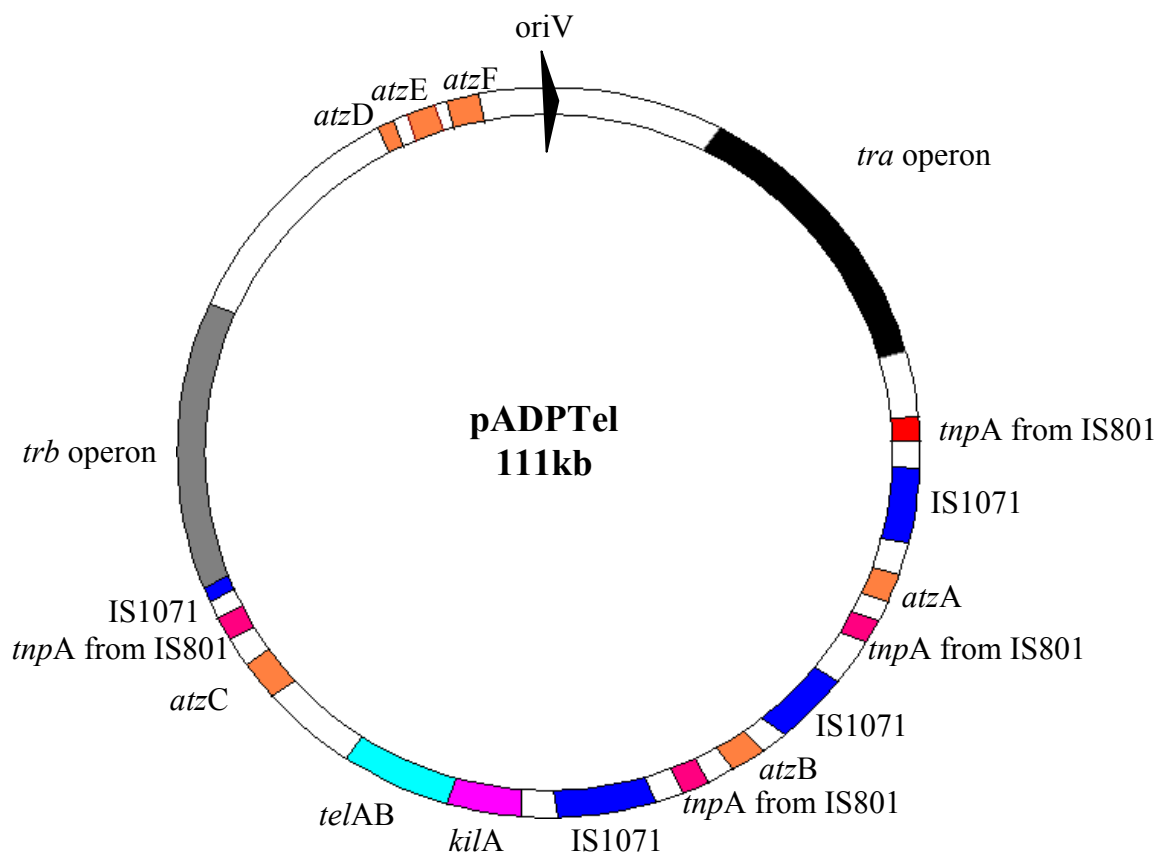 oriV
atzD
atzE
atzF
tra operon
tnpA from IS801
IS1071
atzA
tnpA from IS801
IS1071
atzB
tnpA from IS801
IS1071
kilA
telAB
atzC
tnpA from IS801
IS1071
trb operon
pADPTel
111kb